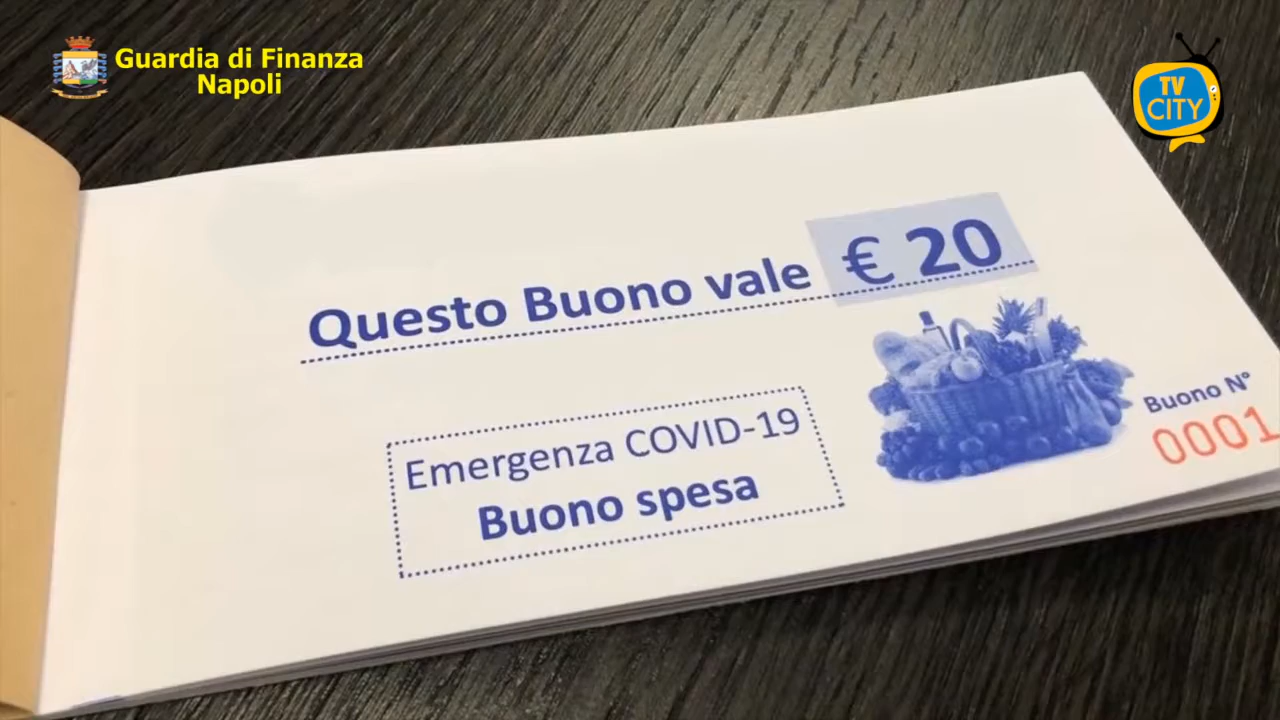 Guardia di Finanza
Napoli
TV
CITY
Questo Buono vale € 20
Emergenza COVID-19
Buono spesa
Buono N°
0001